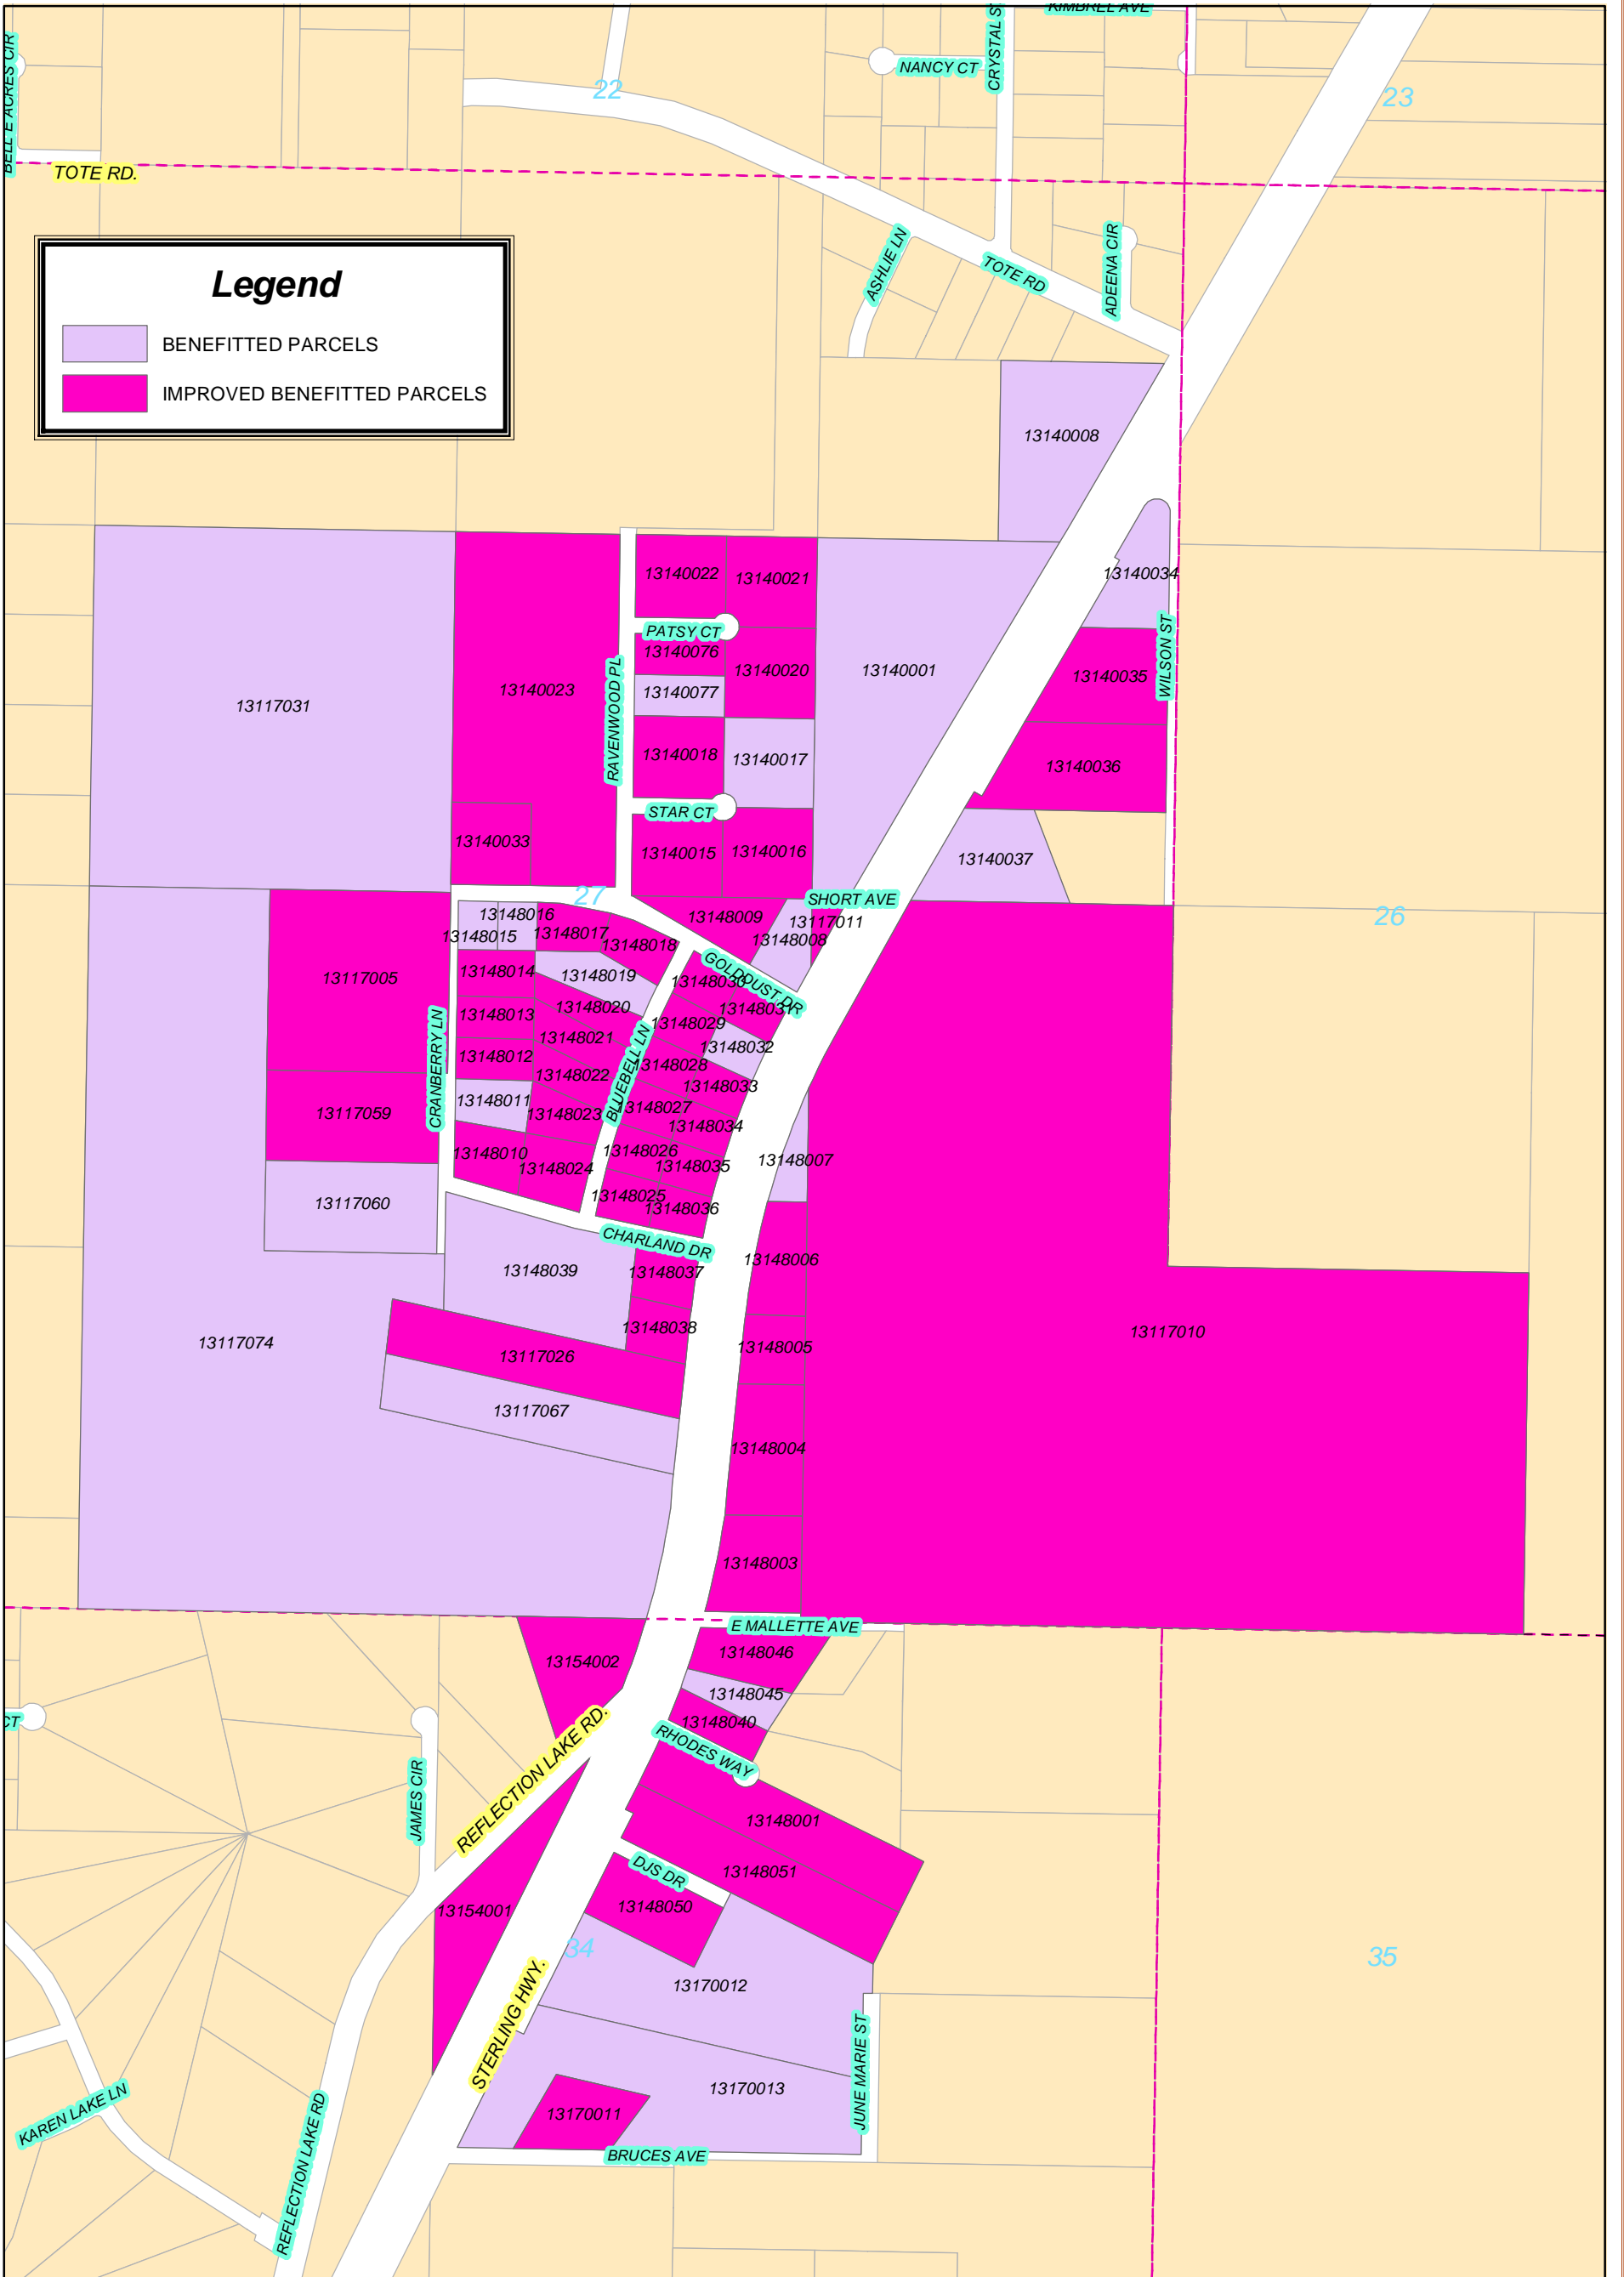 KIMBREL AVE
BELL E ACRES CIR
CRYSTAL S
NANCY CT
22
23
TOTE RD.
ASHLIE LN
TOTE RD
ADEENA CIR
Legend
BENEFITTED PARCELS
IMPROVED BENEFITTED PARCELS
13140008
13140022
13140021
13140034
PATSY CT
13140076
13140020
13140001
13140035
WILSON ST
13117031
13140023
RAVENWOOD PL
13140077
13140018
13140017
13140036
STAR CT
13140033
13140015
13140016
13140037
27
SHORT AVE
26
13148016
13148009
13117011
13148015
13148017
13148018
13148008
13117005
13148014
13148019
GOLDDUST DR
13148030
13148031
13148020
13148013
13148029
13148021
13148032
CRANBERRY LN
13148012
BLUEBELL LN
13148028
13148022
13148033
13148011
13148027
13117059
13148023
13148034
13148010
13148026
13148007
13148024
13148035
13148025
13117060
13148036
CHARLAND DR
13148006
13148039
13148037
13148038
13117074
13117010
13148005
13117026
13117067
13148004
13148003
E MALLETTE AVE
13148046
13154002
13148045
CT
13148040
RHODES WAY
REFLECTION LAKE RD.
JAMES CIR
13148001
DJS DR
13148051
13148050
13154001
34
35
13170012
STERLING HWY.
JUNE MARIE ST
13170013
KAREN LAKE LN
13170011
REFLECTION LAKE RD
BRUCES AVE